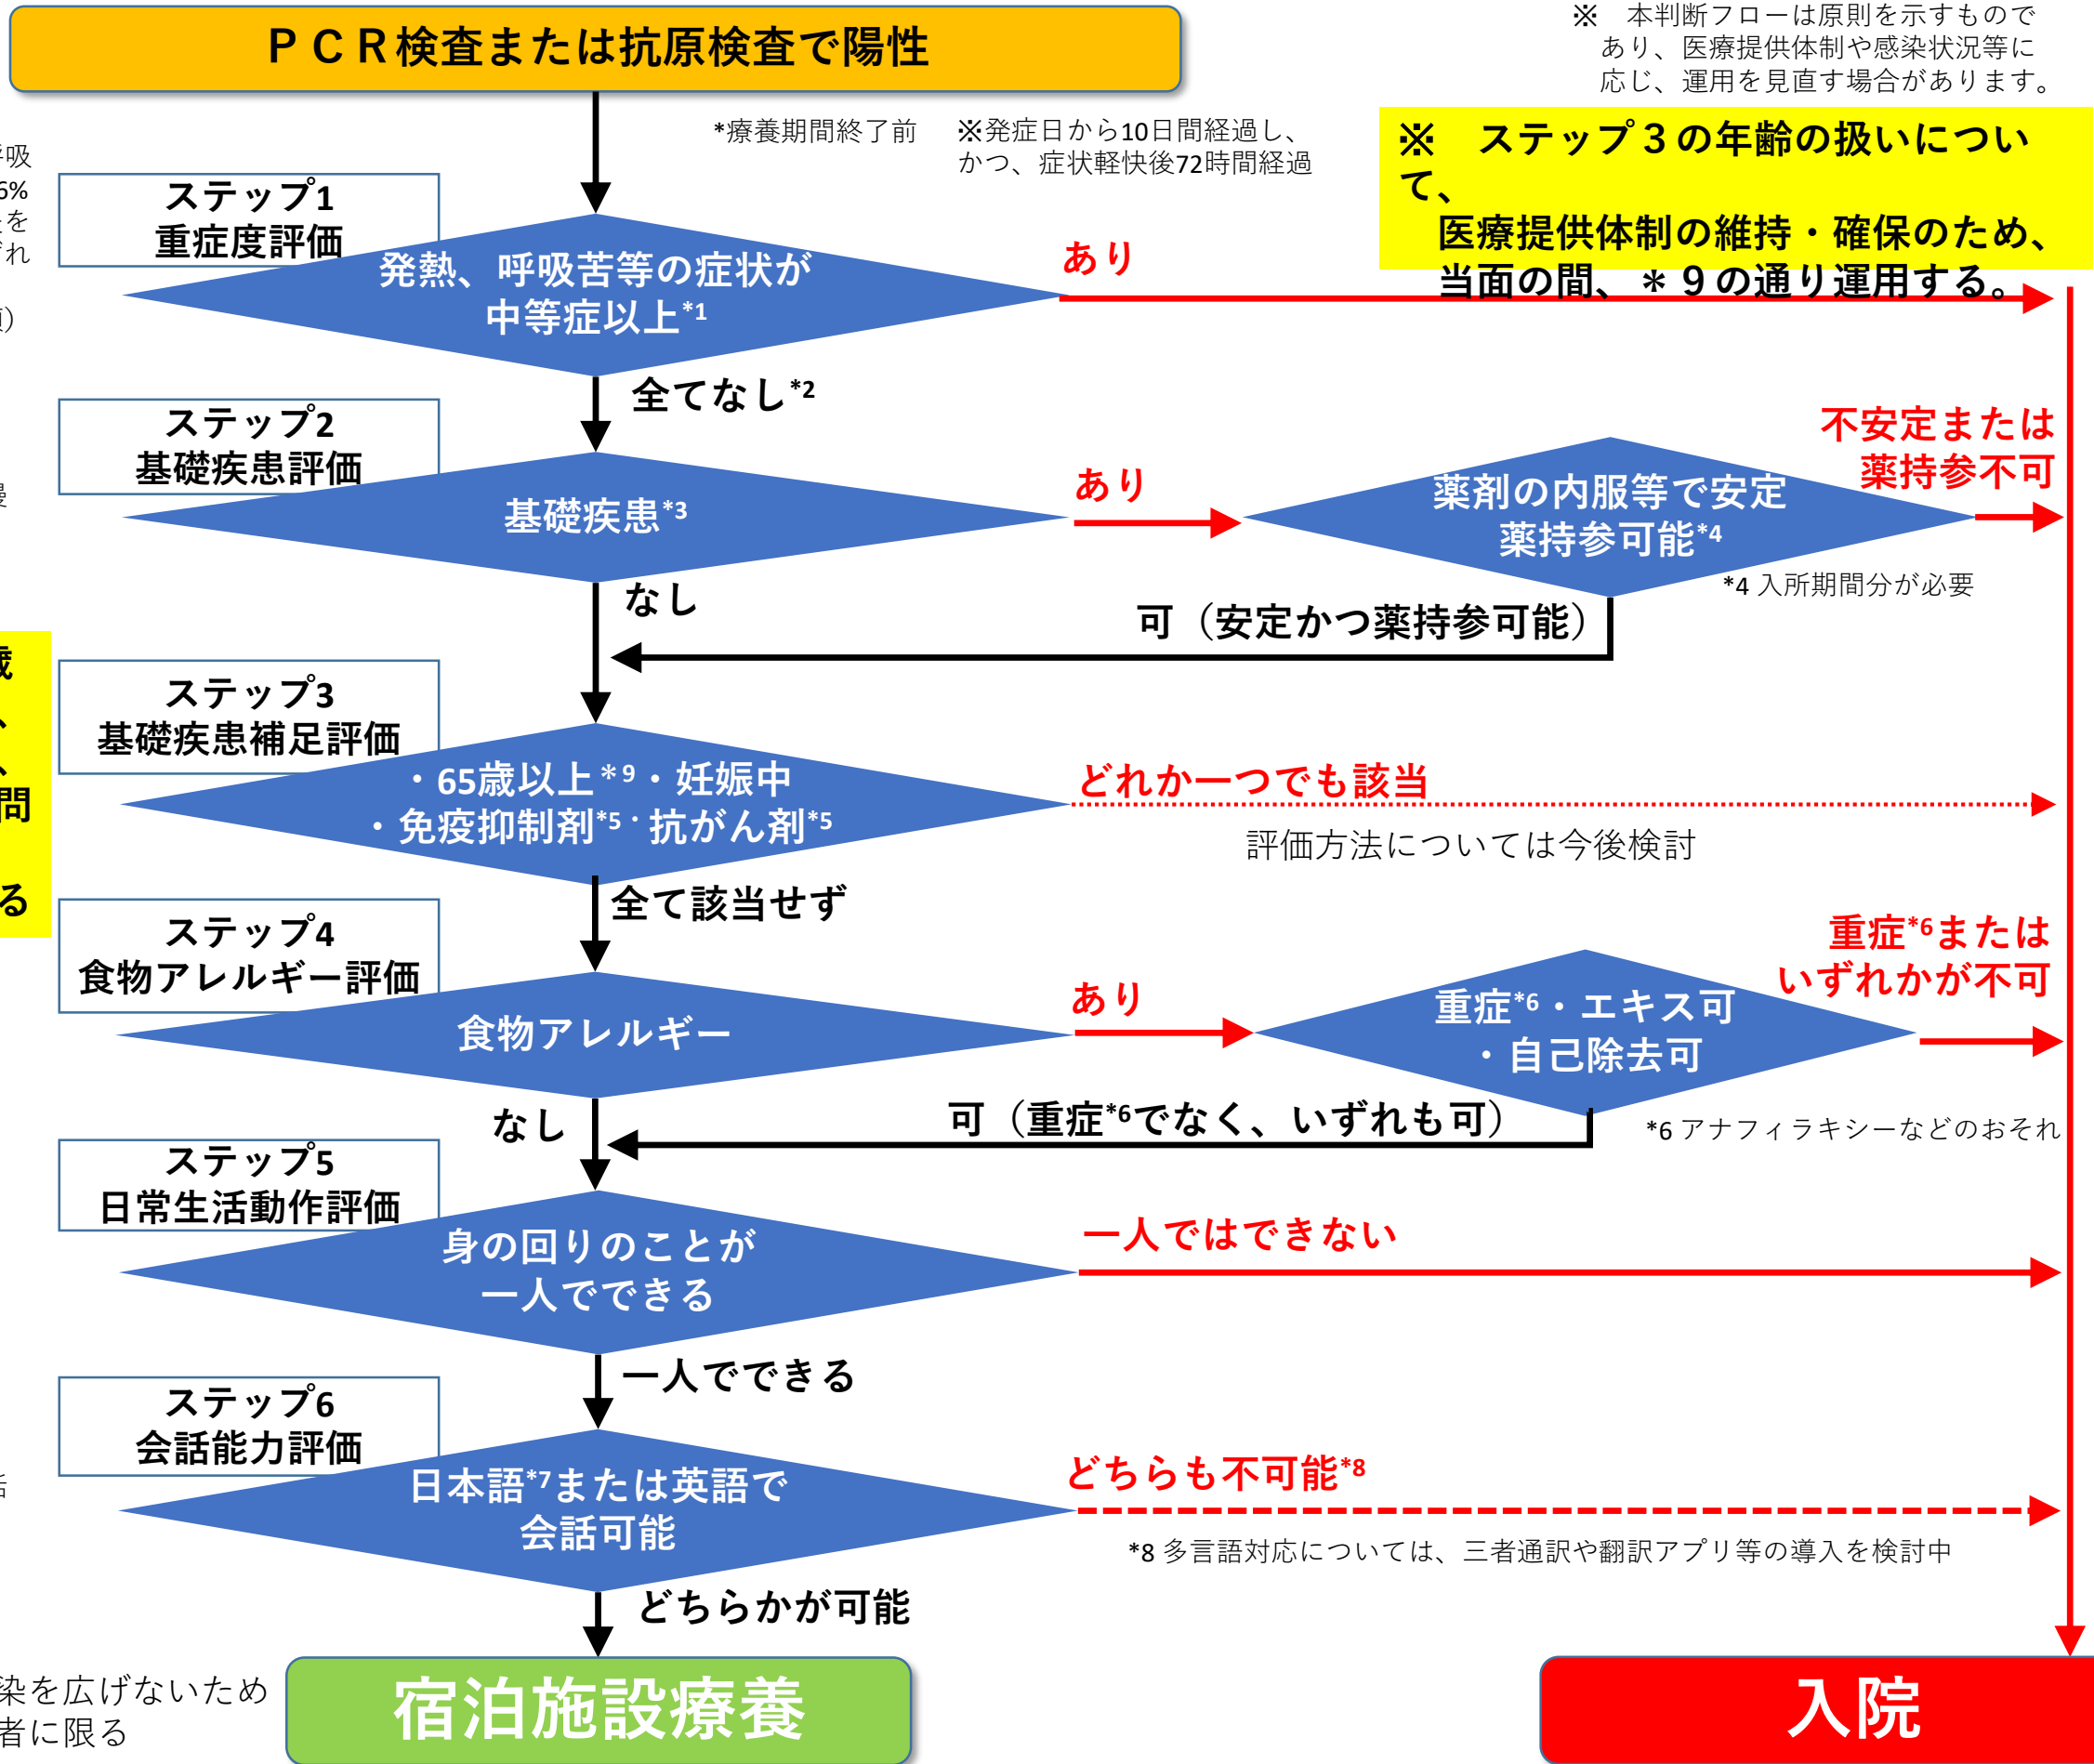 ＰＣＲ検査または抗原検査で陽性
※　本判断フローは原則を示すもので
あり、医療提供体制や感染状況等に
応じ、運用を見直す場合があります。
*療養期間終了前　※発症日から10日間経過し、
かつ、症状軽快後72時間経過
※　ステップ３の年齢の扱いについ
て、
医療提供体制の維持・確保のため、
当面の間、＊９の通り運用する。
吸
6%
を
ずれ
ステップ1
重症度評価
発熱、呼吸苦等の症状が
中等症以上*1
あり
全てなし*2
ステップ2
基礎疾患評価
基礎疾患*3
あり
薬剤の内服等で安定
薬持参可能*4
不安定または
薬持参不可
*4 入所期間分が必要
なし
可（安定かつ薬持参可能）
歳
、
、
問
る
ステップ3
基礎疾患補足評価
・65歳以上＊9・妊娠中
・免疫抑制剤*5・抗がん剤*5
どれか一つでも該当
評価方法については今後検討
全て該当せず
ステップ4
食物アレルギー評価
食物アレルギー
あり
重症*6・エキス可
・自己除去可
重症*6または
いずれかが不可
*6 アナフィラキシーなどのおそれ
なし
可（重症*6でなく、いずれも可）
ステップ5
日常生活動作評価
身の回りのことが
一人でできる
一人ではできない
一人でできる
ステップ6
会話能力評価
日本語*7または英語で
会話可能
どちらも不可能*8
*8 多言語対応については、三者通訳や翻訳アプリ等の導入を検討中
どちらかが可能
染を広げないため
者に限る
宿泊施設療養
入院